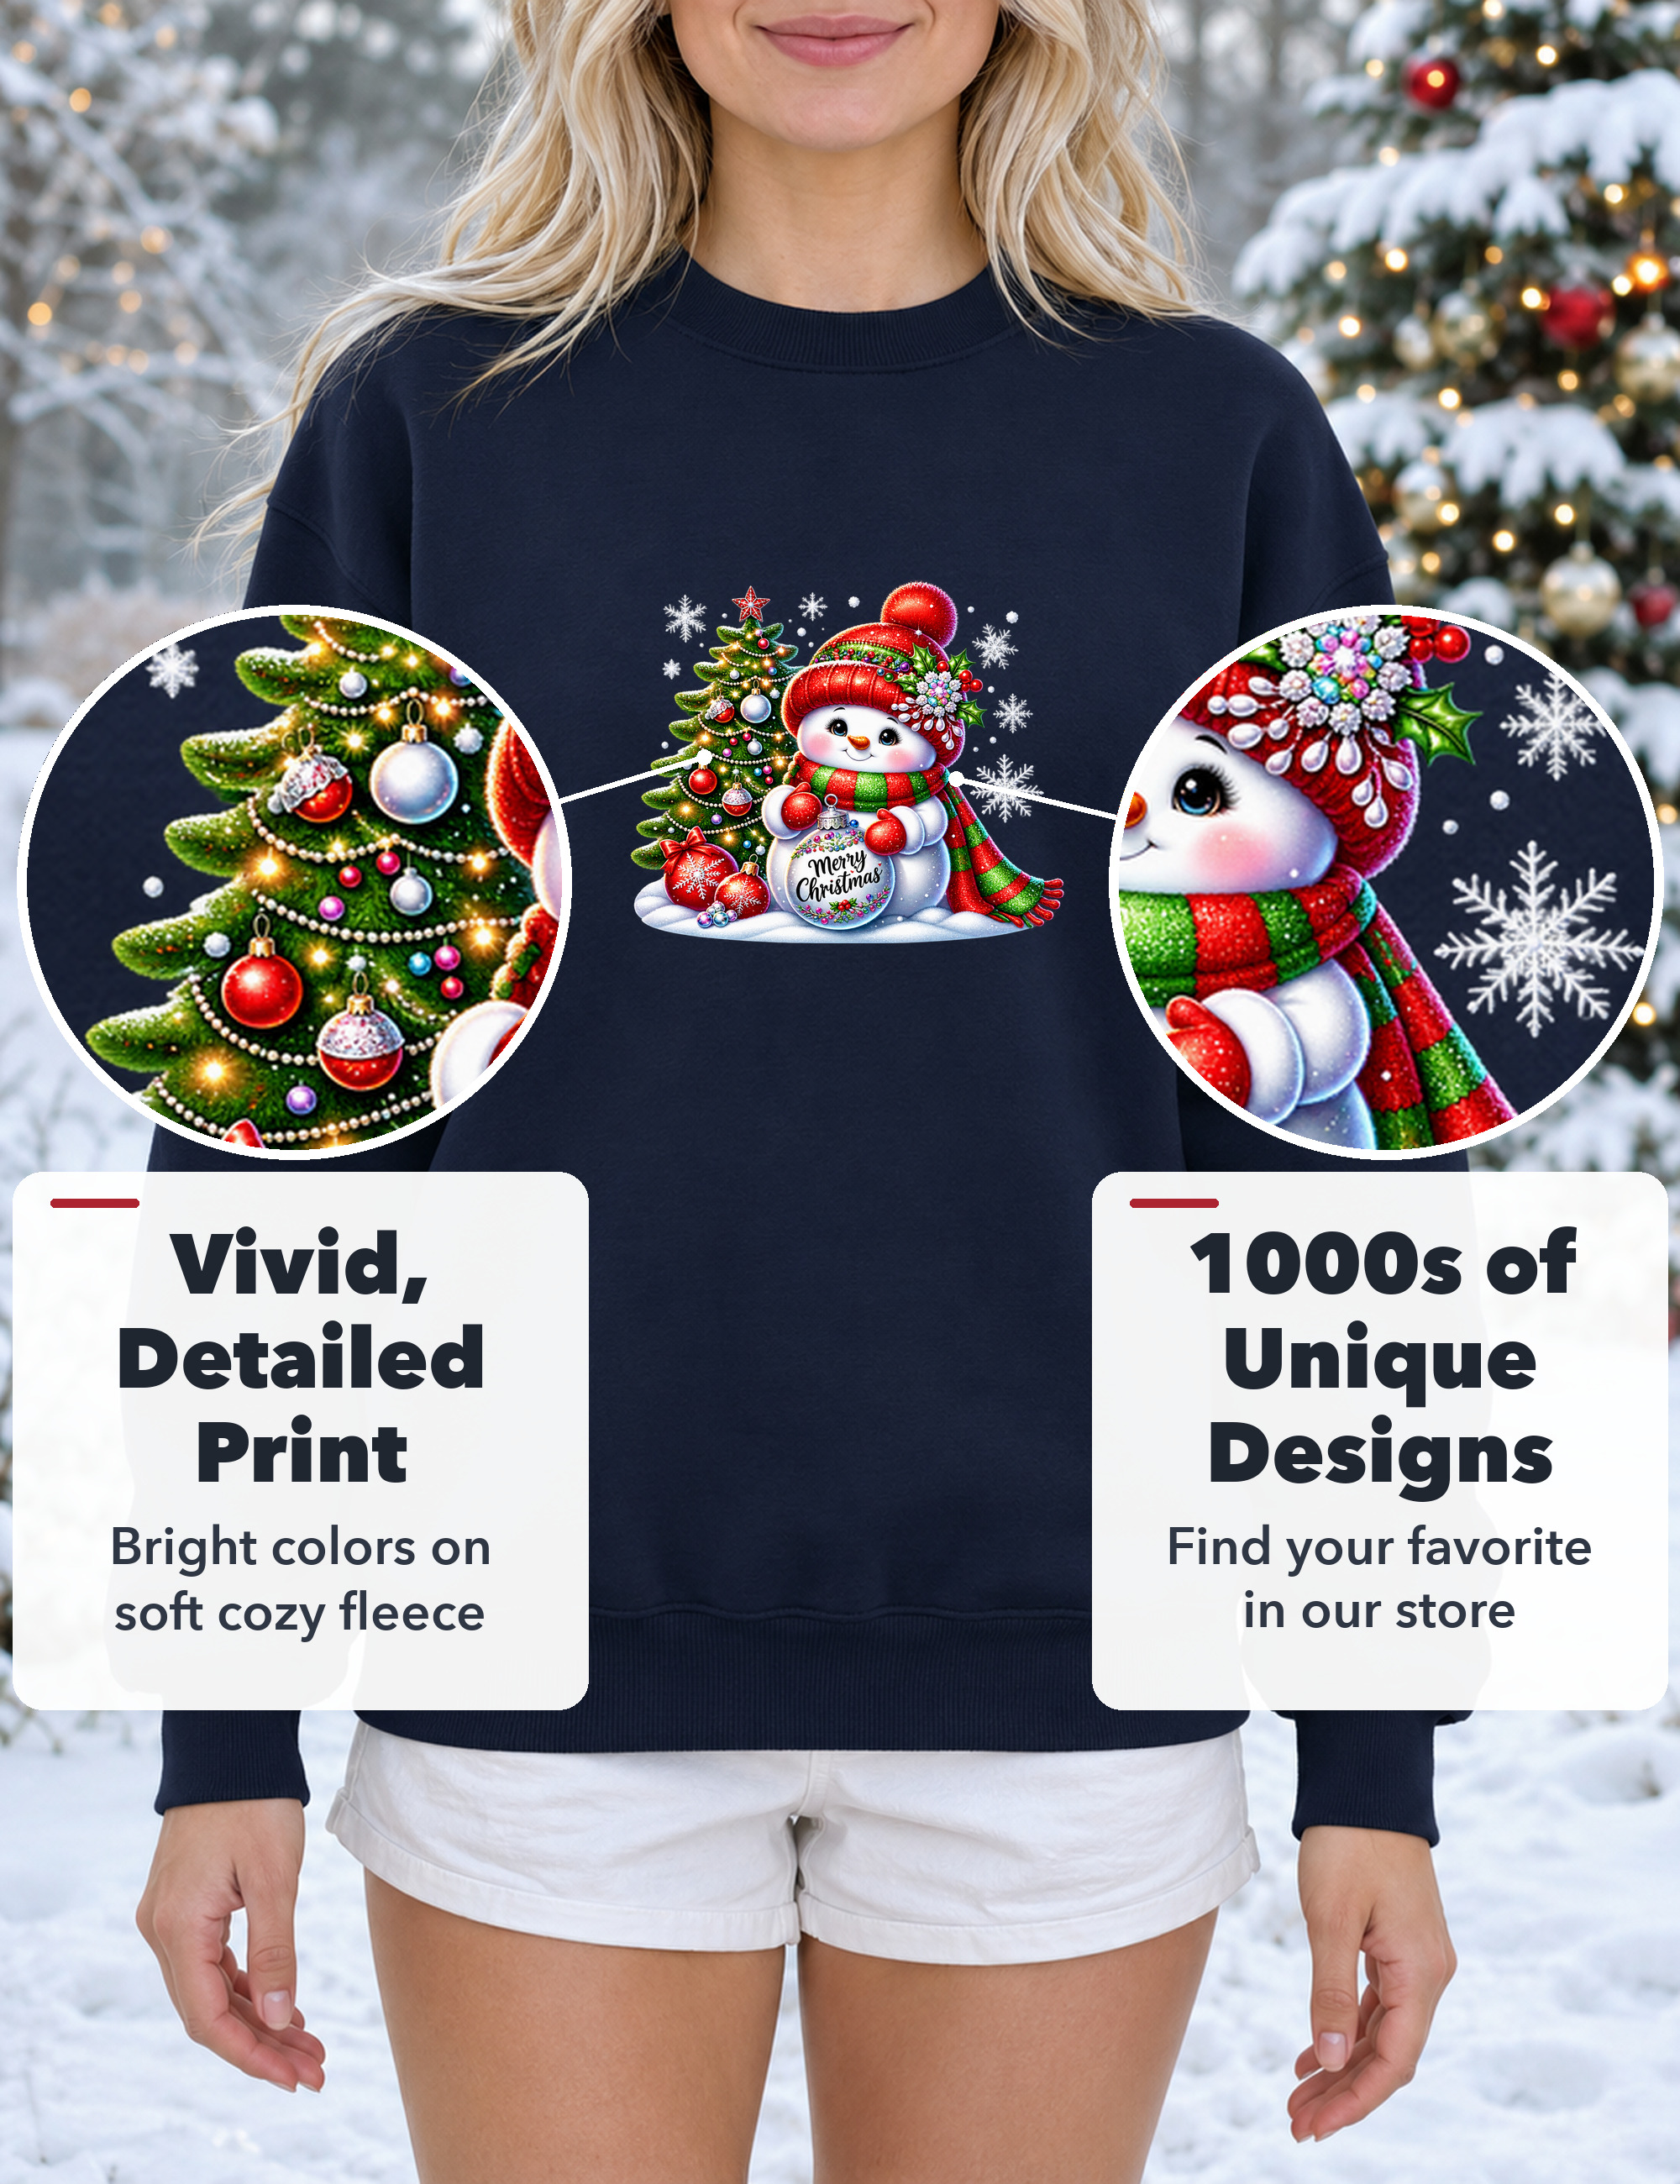 Merry
Christmas
Vivid,
Detailed
Print
Bright colors on
soft cozy fleece
1000s of
Unique
Designs
Find your favorite
in our store